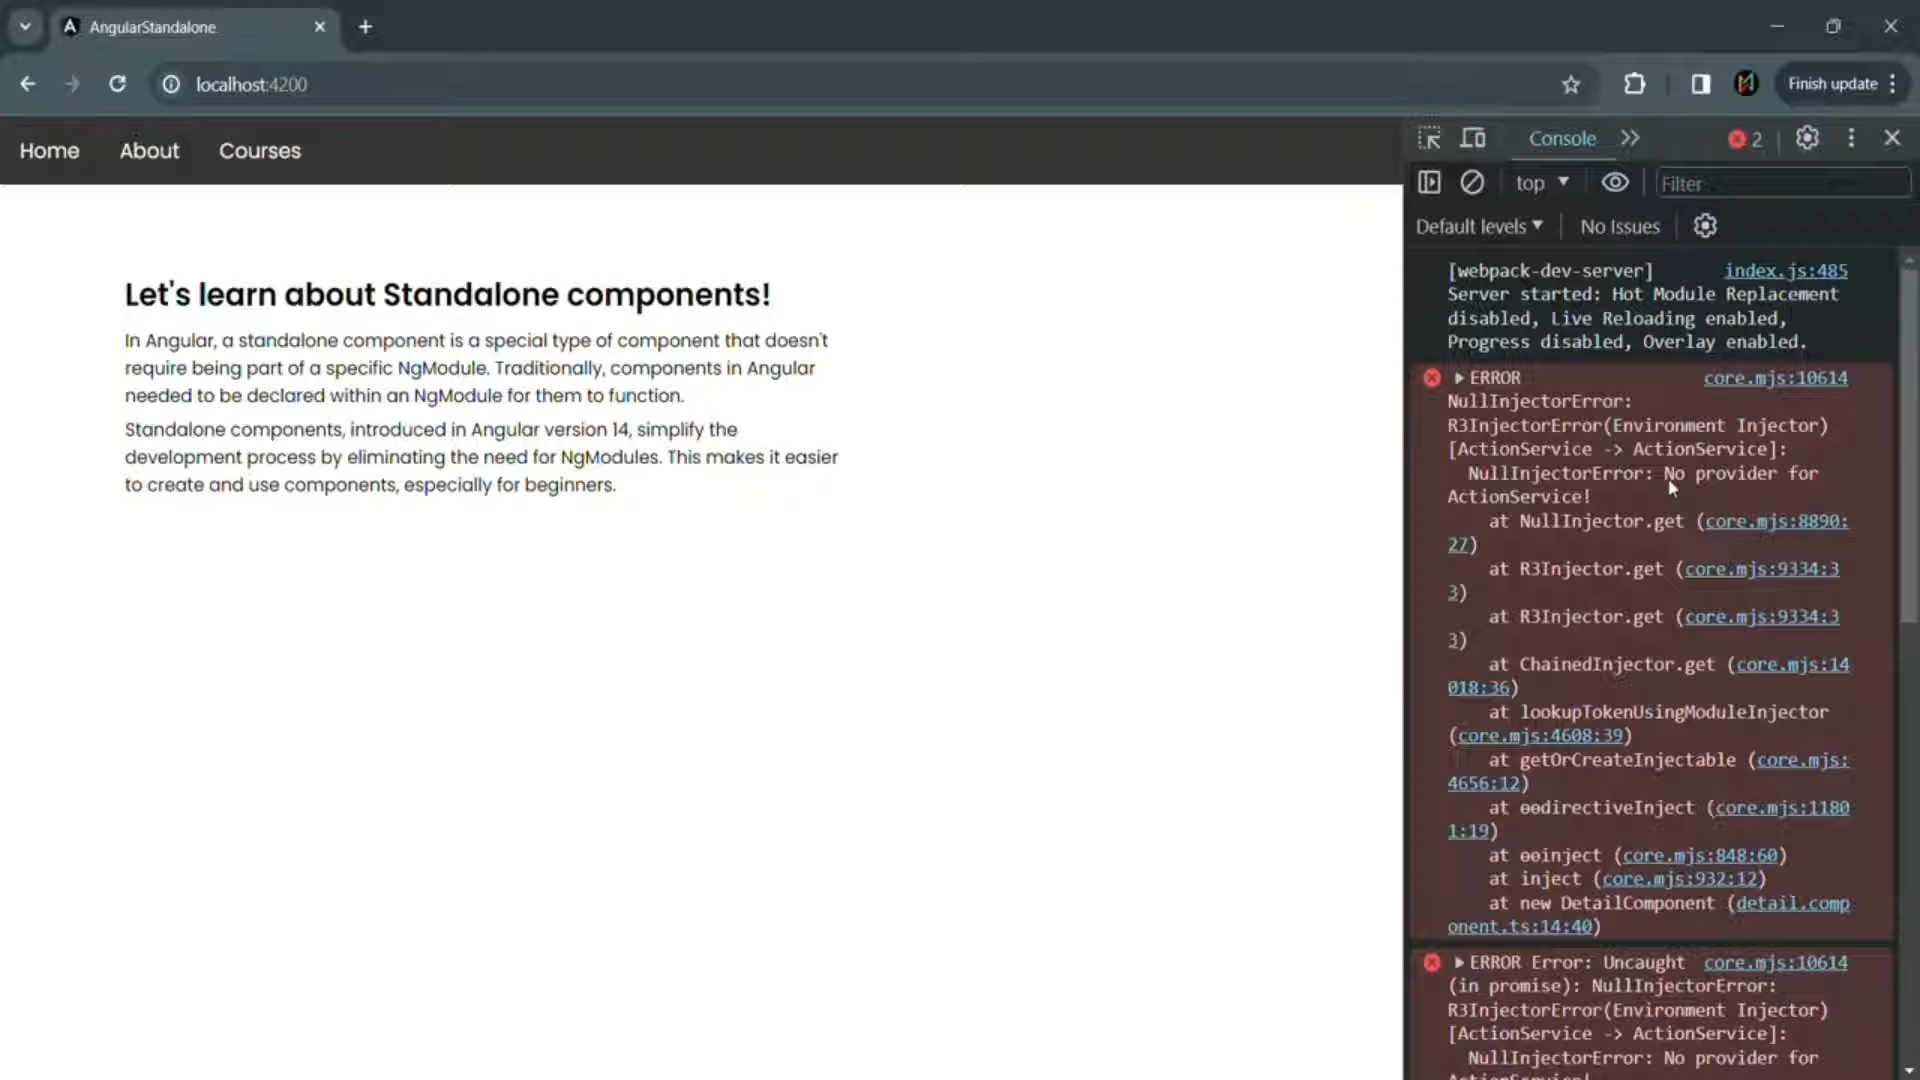 AngularStandalone
localhost:4200
Finish update
Home About Courses
Let's learn about Standalone components!
In Angular, a standalone component is a special type of component that doesn't
require being part of a specific NgModule. Traditionally, components in Angular
needed to be declared within an NgModule for them to function.
Standalone components, introduced in Angular version 14, simplify the
development process by eliminating the need for NgModules. This makes it easier
to create and use components, especially for beginners.
Console 2
top Filter
Default levels No Issues
[webpack-dev-server] index.js:485
Server started: Hot Module Replacement
disabled, Live Reloading enabled,
Progress disabled, Overlay enabled.
ERROR core.mjs:10614
NullInjectorError:
R3InjectorError(Environment Injector)
[ActionService -> ActionService]:
NullInjectorError: No provider for
ActionService!
at NullInjector.get (core.mjs:8890:
27)
at R3Injector.get (core.mjs:9334:3
3)
at R3Injector.get (core.mjs:9334:3
3)
at ChainedInjector.get (core.mjs:14
018:36)
at lookupTokenUsingModuleInjector
(core.mjs:4608:39)
at getOrCreateInjectable (core.mjs:
4656:12)
at ɵɵdirectiveInject (core.mjs:1180
1:19)
at ɵɵinject (core.mjs:848:60)
at inject (core.mjs:932:12)
at new DetailComponent (detail.comp
onent.ts:14:40)
ERROR Error: Uncaught core.mjs:10614
(in promise): NullInjectorError:
R3InjectorError(Environment Injector)
[ActionService -> ActionService]:
NullInjectorError: No provider for